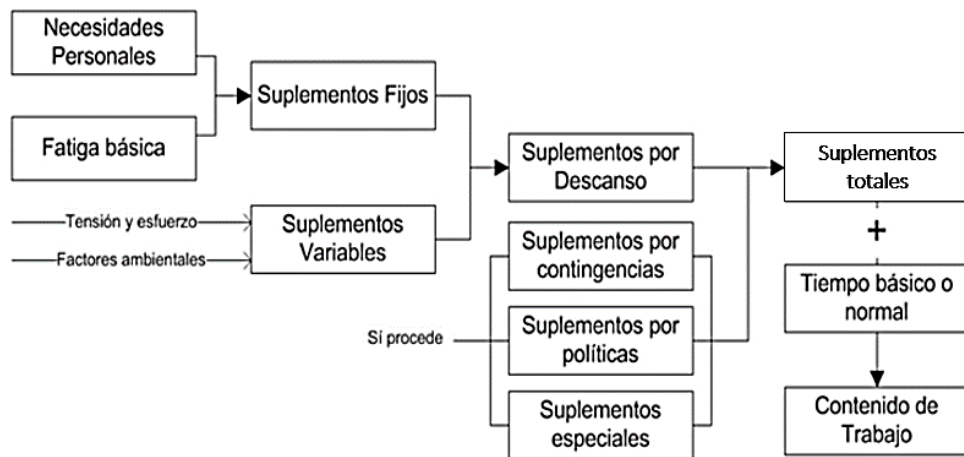 Necesidades
Personales
Fatiga básica
Tensión y esfuerzo
Factores ambientales
Suplementos Fijos
Suplementos
Variables
Sí procede
Suplementos por
Descanso
Suplementos por
contingencias
Suplementos por
políticas
Suplementos
especiales
Suplementos
totales
+
Tiempo básico o
normal
Contenido de
Trabajo